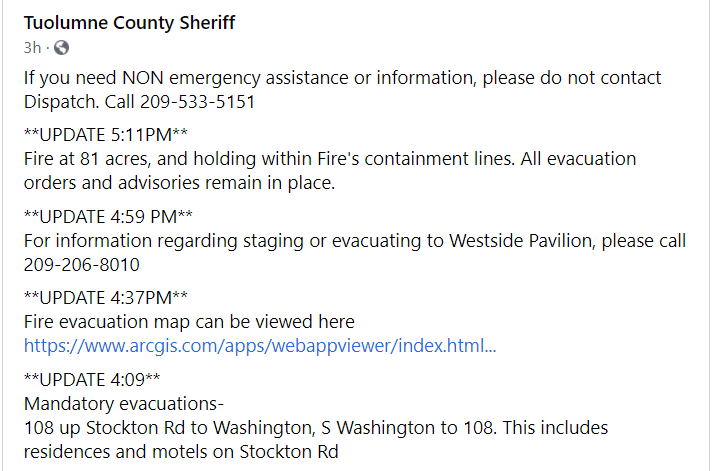 Tuolumne County Sheriff
3h ·
If you need NON emergency assistance or information, please do not contact
Dispatch. Call 209-533-5151
**UPDATE 5:11PM**
Fire at 81 acres, and holding within Fire's containment lines. All evacuation
orders and advisories remain in place.
**UPDATE 4:59 PM**
For information regarding staging or evacuating to Westside Pavilion, please call
209-206-8010
**UPDATE 4:37PM**
Fire evacuation map can be viewed here
https://www.arcgis.com/apps/webappviewer/index.html...
**UPDATE 4:09**
Mandatory evacuations-
108 up Stockton Rd to Washington, S Washington to 108. This includes
residences and motels on Stockton Rd